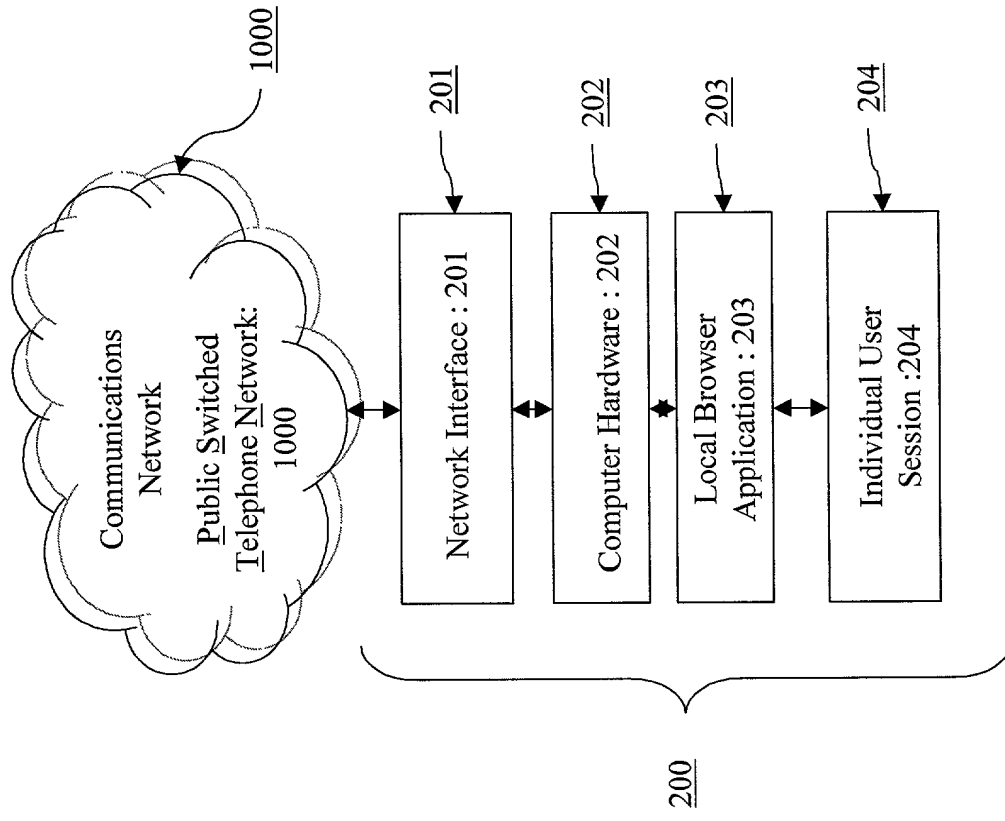 Communications
Network
Public Switched
Telephone Network:
1000
1000
Network Interface : 201
201
Computer Hardware : 202
202
Local Browser
Application : 203
203
Individual User
Session :204
204
200